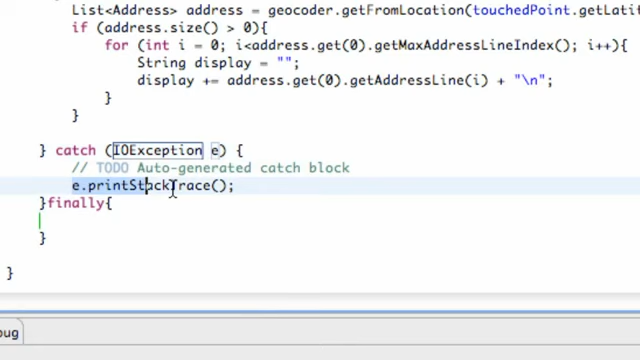 List<Address> address = geocoder.getFromLocation(touchedPoint.getLatit
if (address.size() > 0){
for (int i = 0; i<address.get(0).getMaxAddressLineIndex(); i++){
String display = "";
display += address.get(0).getAddressLine(i) + "\n";
}
}
} catch (IOException e) {
// TODO Auto-generated catch block
e.printStackTrace();
}finally{
}
}
bug